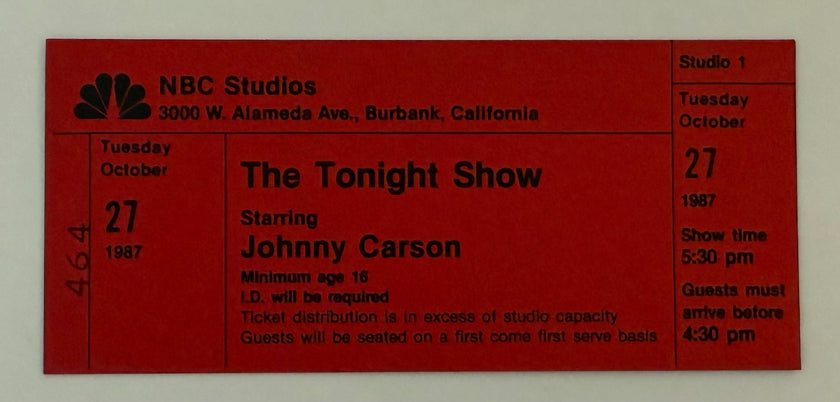 NBC Studios
3000 W. Alameda Ave., Burbank, California
464
Tuesday
October
27
1987
The Tonight Show
Starring
Johnny Carson
Minimum age 16
I.D. will be required
Ticket distribution is in excess of studio capacity
Guests will be seated on a first come first serve basis
Studio 1
Tuesday
October
27
1987
Show time
5:30 pm
Guests must
arrive before
4:30 pm